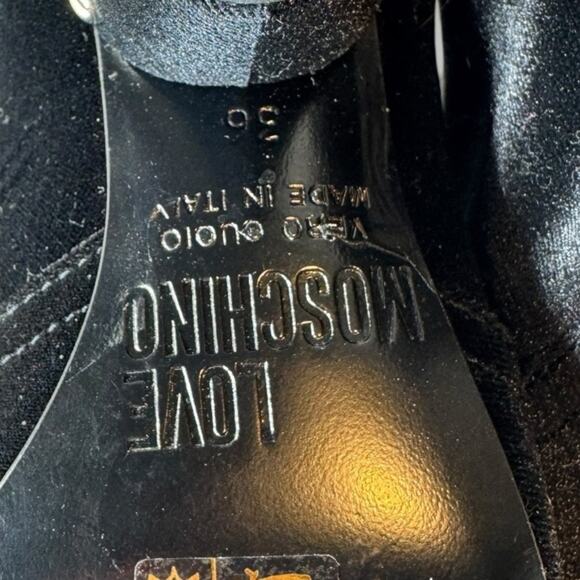 LOVE
MOSCHINO
VERO CUOIO
MADE IN ITALY
36